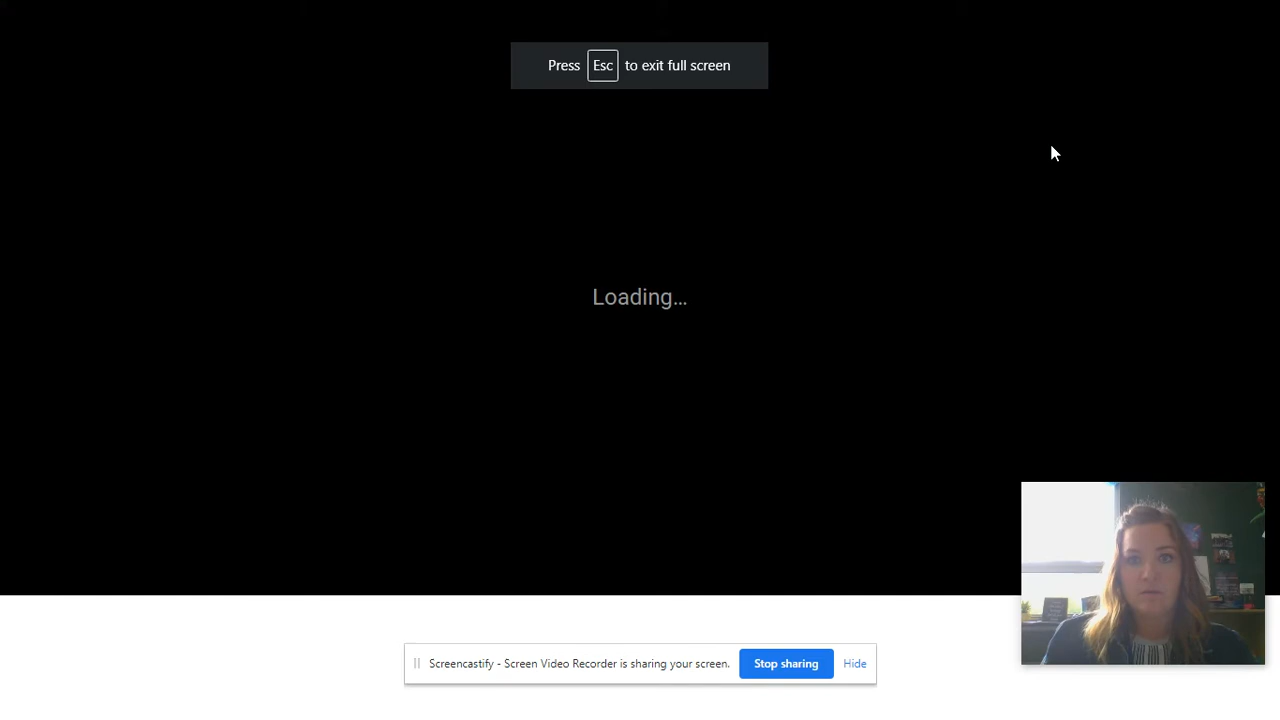 Press Esc to exit full screen
Loading...
Screencastify - Screen Video Recorder is sharing your screen. Stop sharing Hide